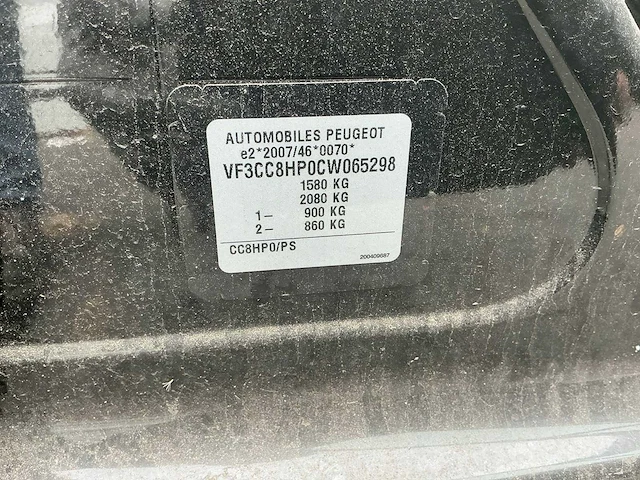 AUTOMOBILES PEUGEOT
e2*2007/46*0070*
VF3CC8HP0CW065298
1580 KG
2080 KG
1- 900 KG
2- 860 KG
CC8HP0/PS
200409687